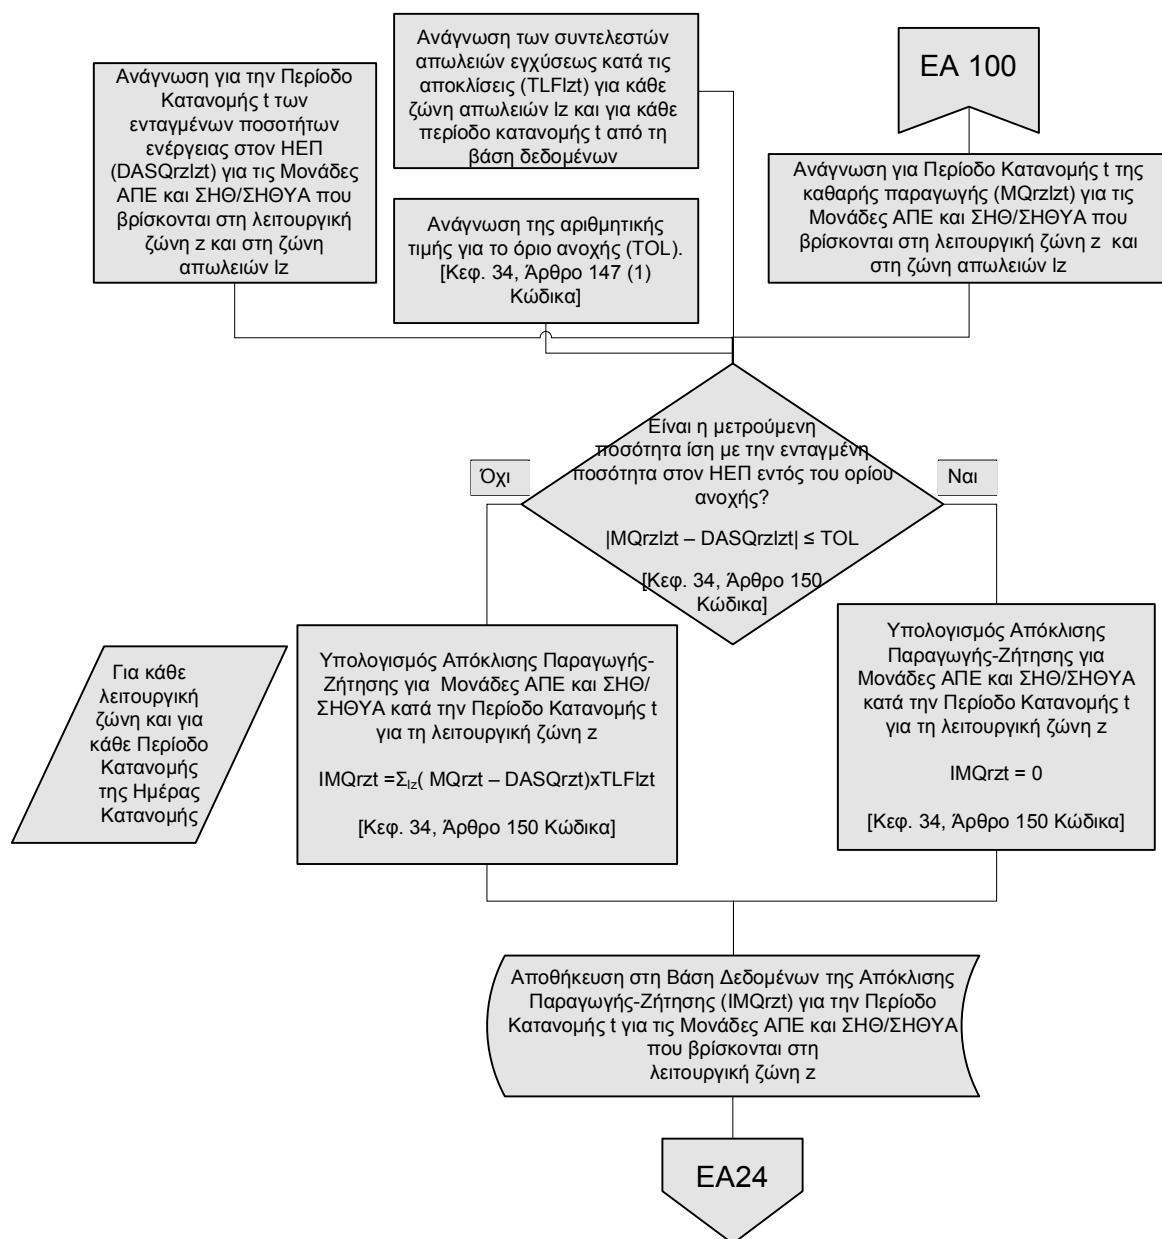 Ανάγνωση για την Περίοδο
Κατανομής t των
ενταγμένων ποσοτήτων
ενέργειας στον ΗΕΠ
(DASQrzlzt) για τις Μονάδες
ΑΠΕ και ΣΗΘ/ΣΗΘΥΑ που
βρίσκονται στη λειτουργική
ζώνη z και στη ζώνη
απωλειών lz
Ανάγνωση των συντελεστών
απωλειών εγχύσεως κατά τις
αποκλίσεις (TLFlzt) για κάθε
ζώνη απωλειών lz και για κάθε
περίοδο κατανομής t από τη
βάση δεδομένων
Ανάγνωση της αριθμητικής
τιμής για το όριο ανοχής (TOL).
[Κεφ. 34, Άρθρο 147 (1)
Κώδικα]
ΕΑ 100
Ανάγνωση για Περίοδο Κατανομής t της
καθαρής παραγωγής (MQrzlzt) για τις
Μονάδες ΑΠΕ και ΣΗΘ/ΣΗΘΥΑ που
βρίσκονται στη λειτουργική ζώνη z και
στη ζώνη απωλειών lz
Είναι η μετρούμενη
ποσότητα ίση με την ενταγμένη
ποσότητα στον ΗΕΠ εντός του ορίου
ανοχής?
|MQrzlzt – DASQrzlzt| ≤ TOL
[Κεφ. 34, Άρθρο 150
Κώδικα]
Όχι
Ναι
Για κάθε
λειτουργική
ζώνη και για
κάθε Περίοδο
Κατανομής
της Ημέρας
Κατανομής
Υπολογισμός Απόκλισης Παραγωγής-
Ζήτησης για Μονάδες ΑΠΕ και ΣΗΘ/
ΣΗΘΥΑ κατά την Περίοδο Κατανομής t
για τη λειτουργική ζώνη z
IMQrzt =Σlz( MQrzt – DASQrzt)xTLFlzt
[Κεφ. 34, Άρθρο 150 Κώδικα]
Υπολογισμός Απόκλισης
Παραγωγής-Ζήτησης για
Μονάδες ΑΠΕ και ΣΗΘ/ΣΗΘΥΑ
κατά την Περίοδο Κατανομής t
για τη λειτουργική ζώνη z
IMQrzt = 0
[Κεφ. 34, Άρθρο 150 Κώδικα]
Αποθήκευση στη Βάση Δεδομένων της Απόκλισης
Παραγωγής-Ζήτησης (IMQrzt) για την Περίοδο
Κατανομής t για τις Μονάδες ΑΠΕ και ΣΗΘ/ΣΗΘΥΑ
που βρίσκονται στη
λειτουργική ζώνη z
ΕΑ24